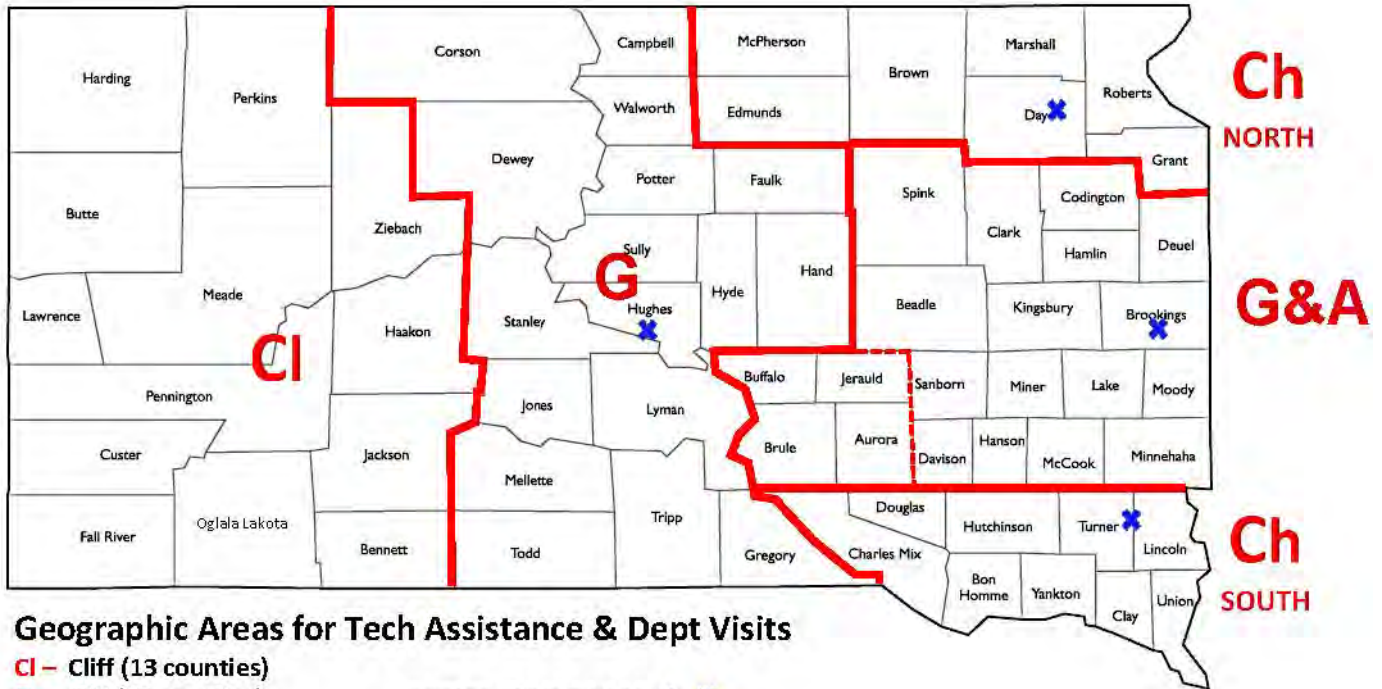 Corson
Campbell
McPherson
Marshall
Harding
Perkins
Brown
Roberts
Ch
NORTH
Walworth
Edmunds
Day
Dewey
Grant
Potter
Faulk
Spink
Codington
Butte
Ziebach
Clark
Deuel
Sully
Hamlin
G
Hand
Meade
Hyde
G&A
Lawrence
Haakon
Stanley
Hughes
Beadle
Kingsbury
Brookings
Cl
Buffalo
Jerauld
Sanborn
Miner
Lake
Moody
Pennington
Jones
Lyman
Custer
Jackson
Brule
Aurora
Davison
Hanson
McCook
Minnehaha
Mellette
Oglala Lakota
Tripp
Douglas
Hutchinson
Turner
Fall River
Bennett
Todd
Gregory
Charles Mix
Lincoln
Ch
SOUTH
Bon
Homme
Yankton
Clay
Union
Geographic Areas for Tech Assistance & Dept Visits
Cl – Cliff (13 counties)